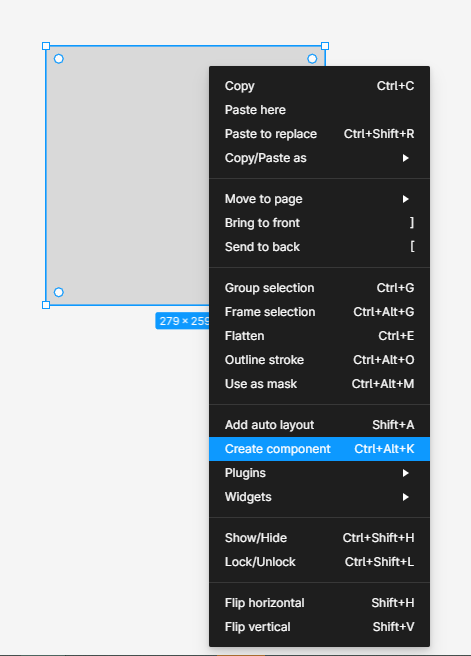 Copy Ctrl+C
Paste here
Paste to replace Ctrl+Shift+R
Copy/Paste as
Move to page
Bring to front ]
Send to back [
279 × 259
Group selection Ctrl+G
Frame selection Ctrl+Alt+G
Flatten Ctrl+E
Outline stroke Ctrl+Alt+O
Use as mask Ctrl+Alt+M
Add auto layout Shift+A
Create component Ctrl+Alt+K
Plugins
Widgets
Show/Hide Ctrl+Shift+H
Lock/Unlock Ctrl+Shift+L
Flip horizontal Shift+H
Flip vertical Shift+V